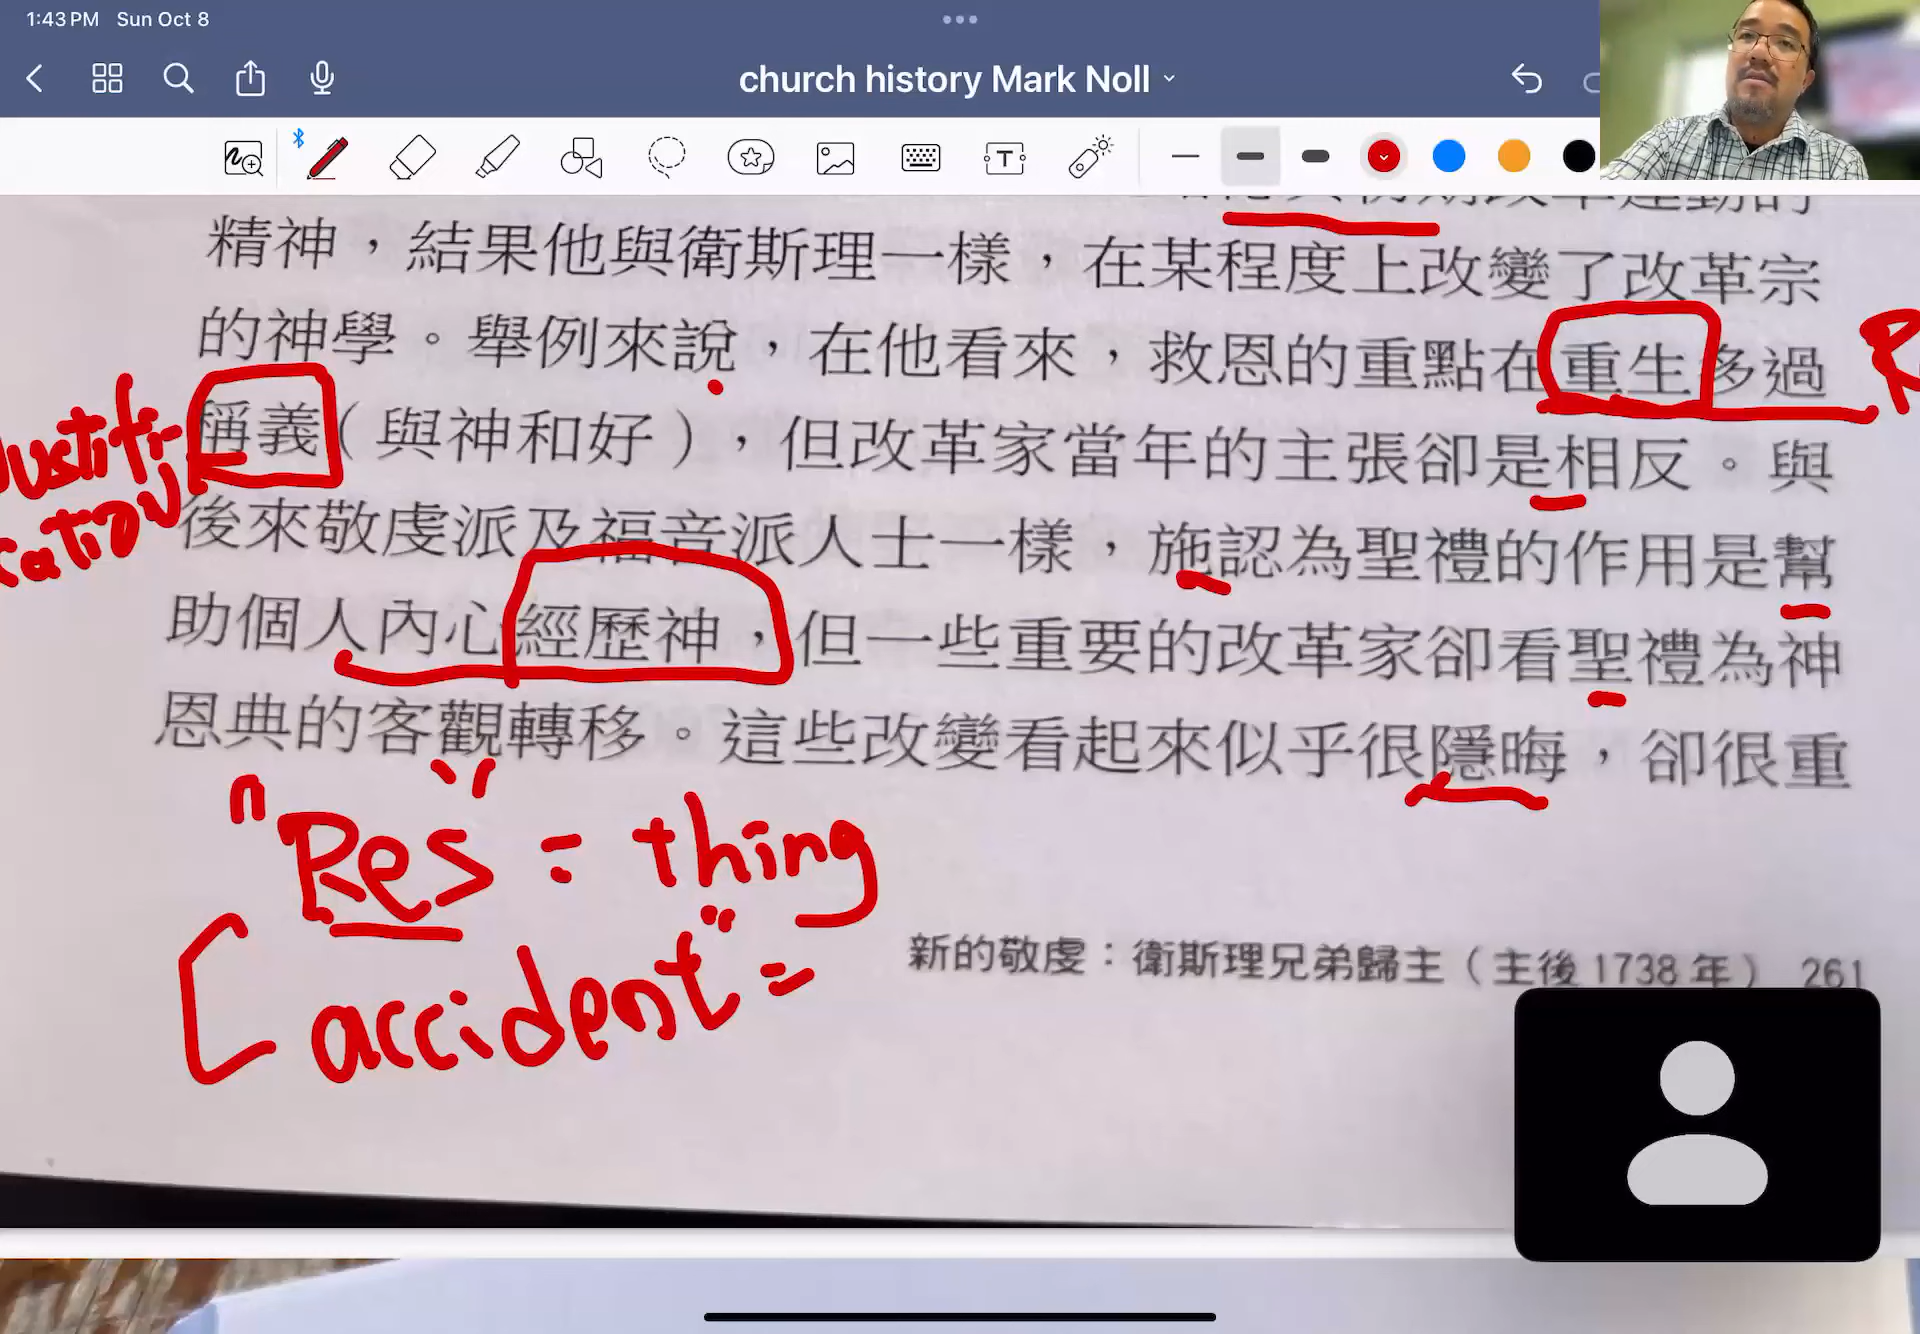 1:43 PM Sun Oct 8
church history Mark Noll
T
精神，結果他與衛斯理一樣，在某程度上改變了改革宗
的神學。舉例來說，在他看來，救恩的重點在重生多過
稱義（與神和好），但改革家當年的主張卻是相反。與
後來敬虔派及福音派人士一樣，施認為聖禮的作用是幫
助個人內心經歷神，但一些重要的改革家卻看聖禮為神
恩典的客觀轉移。這些改變看起來似乎很隱晦，卻很重
Justifi-
cation
"Res" = thing
"accident" =
新的敬虔：衛斯理兄弟歸主（主後1738年） 261